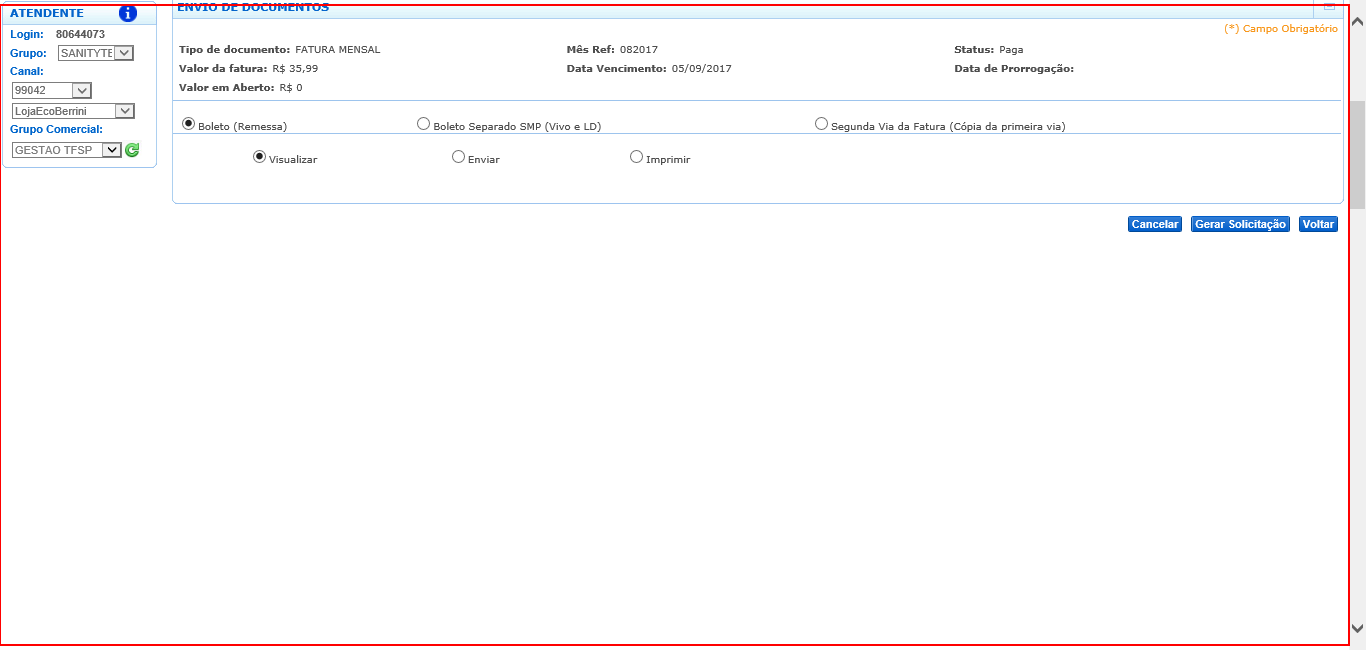 ATENDENTE
Login: 80644073
Grupo: SANITYTE
Canal:
99042
LojaEcoBerrini
Grupo Comercial:
GESTAO TFSP
ENVIO DE DOCUMENTOS
(*) Campo Obrigatório
Tipo de documento: FATURA MENSAL Mês Ref: 082017 Status: Paga
Valor da fatura: R$ 35,99 Data Vencimento: 05/09/2017 Data de Prorrogação:
Valor em Aberto: R$ 0
Boleto (Remessa) Boleto Separado SMP (Vivo e LD) Segunda Via da Fatura (Cópia da primeira via)
Visualizar Enviar Imprimir
Cancelar Gerar Solicitação Voltar